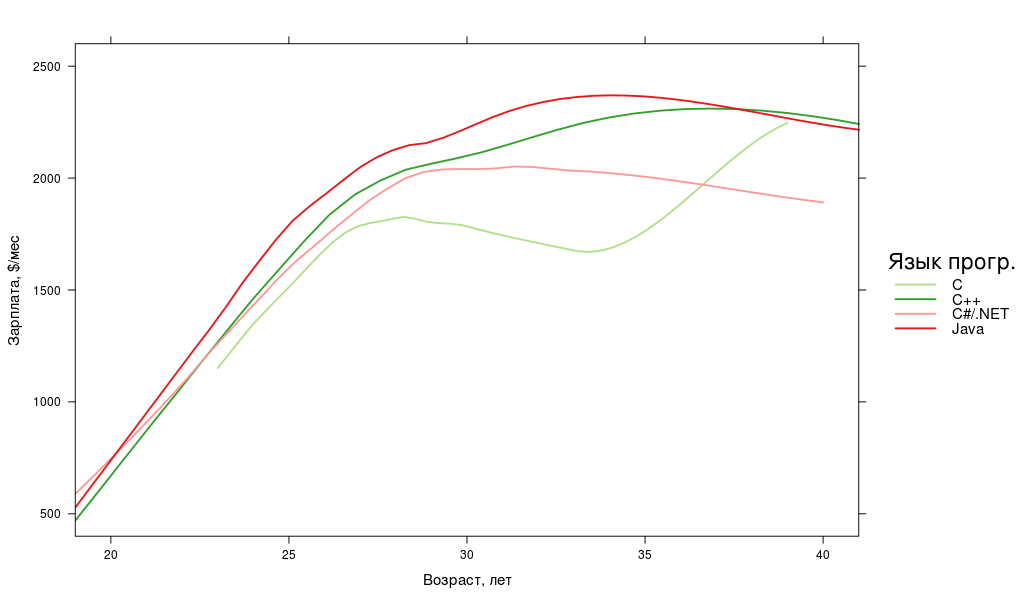 2500
2000
1500
1000
500
Зарплата, $/мес
20
25
30
35
40
Возраст, лет
Язык прогр.
C
C++
C#/.NET
Java